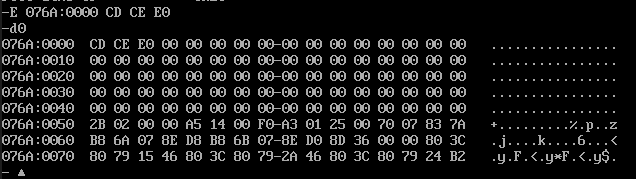 -E 076A:0000 CD CE E0
-d0
076A:0000 CD CE E0 00 00 00 00 00-00 00 00 00 00 00 00 00 ................
076A:0010 00 00 00 00 00 00 00 00-00 00 00 00 00 00 00 00 ................
076A:0020 00 00 00 00 00 00 00 00-00 00 00 00 00 00 00 00 ................
076A:0030 00 00 00 00 00 00 00 00-00 00 00 00 00 00 00 00 ................
076A:0040 00 00 00 00 00 00 00 00-00 00 00 00 00 00 00 00 ................
076A:0050 2B 02 00 00 A5 14 00 F0-A3 01 25 00 70 07 83 7A +.........%.p..z
076A:0060 B8 6A 07 8E D8 B8 6B 07-8E D0 8D 36 00 00 80 3C .j....k....6...<
076A:0070 80 79 15 46 80 3C 80 79-2A 46 80 3C 80 79 24 B2 .y.F.<.y*F.<.y$.
-